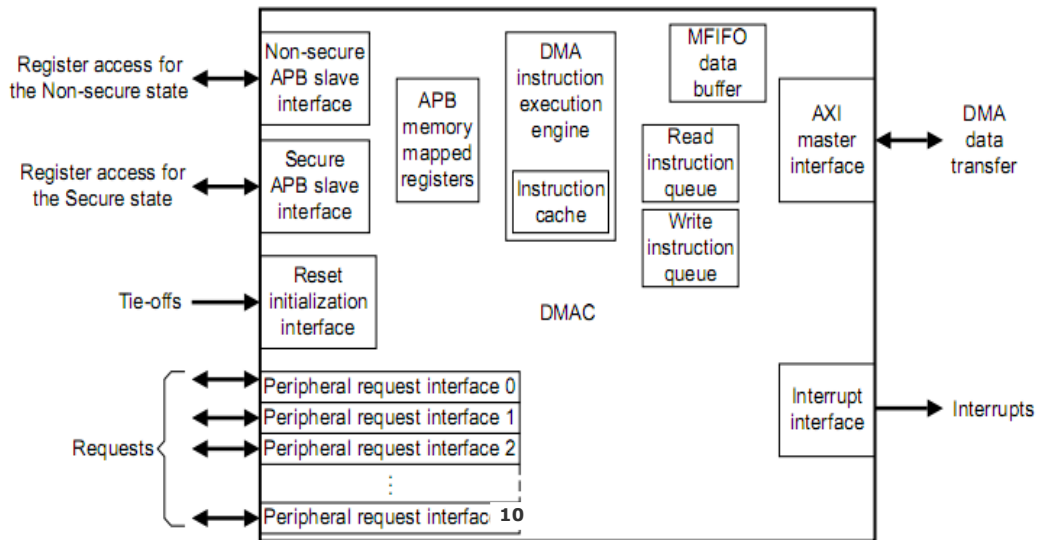 Register access for
the Non-secure state
Non-secure
APB slave
interface
Register access for
the Secure state
Secure
APB slave
interface
APB
memory
mapped
registers
DMA
instruction
execution
engine
Instruction
cache
MFIFO
data
buffer
Read
instruction
queue
Write
instruction
queue
AXI
master
interface
DMA
data
transfer
Tie-offs
Reset
initialization
interface
DMAC
Requests
Peripheral request interface 0
Peripheral request interface 1
Peripheral request interface 2
⋮
Peripheral request interfac 10
Interrupt
interface
Interrupts